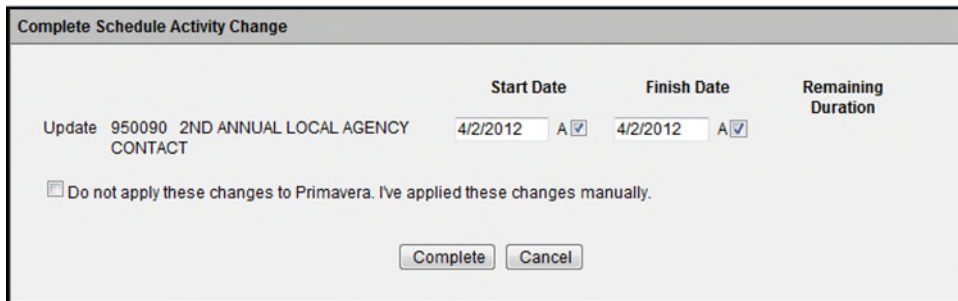 Complete Schedule Activity Change
Start Date Finish Date Remaining
Duration
Update 950090 2ND ANNUAL LOCAL AGENCY 4/2/2012 A 4/2/2012 A
CONTACT
Do not apply these changes to Primavera. I've applied these changes manually.
Complete Cancel